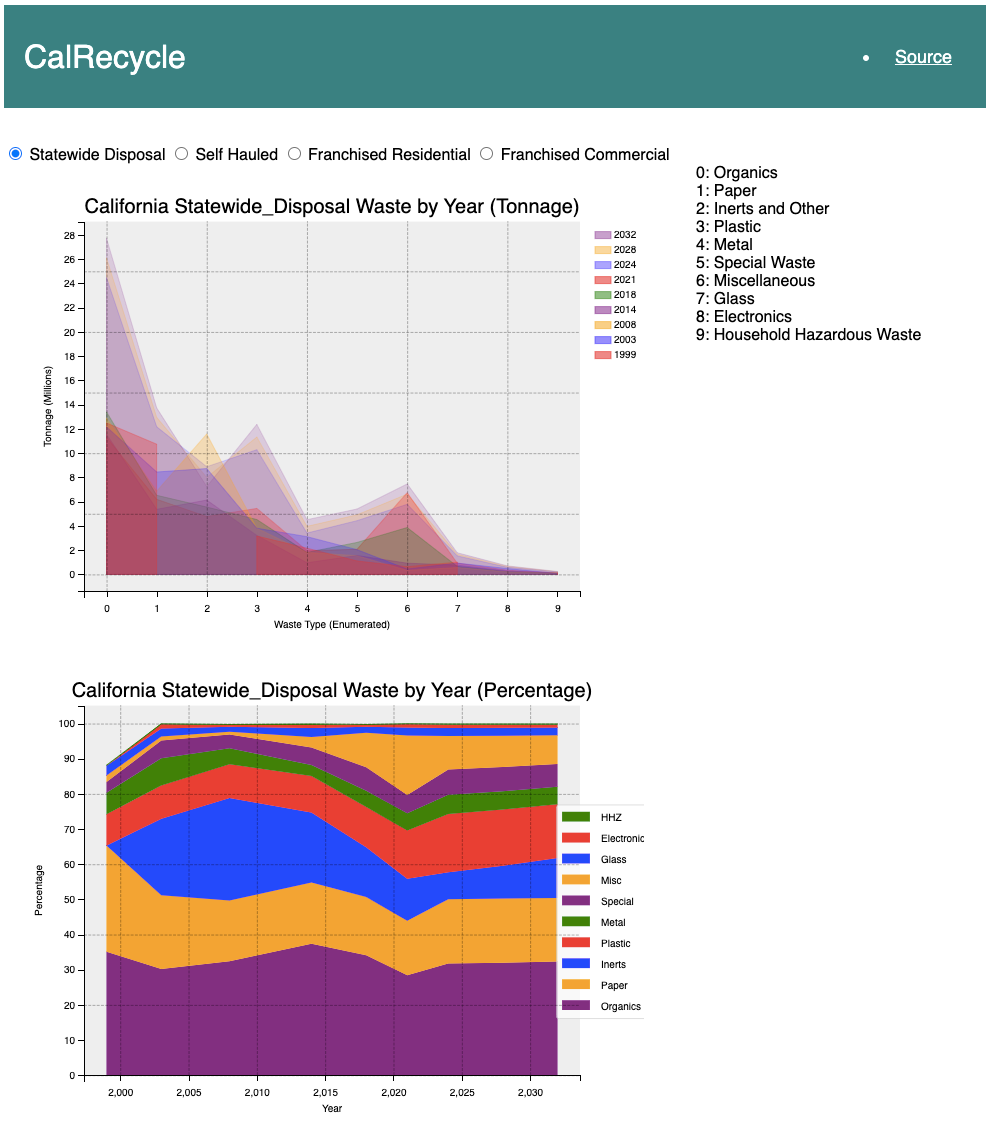 CalRecycle
• Source
Statewide Disposal Self Hauled Franchised Residential Franchised Commercial
0: Organics
1: Paper
2: Inerts and Other
3: Plastic
4: Metal
5: Special Waste
6: Miscellaneous
7: Glass
8: Electronics
9: Household Hazardous Waste
California Statewide_Disposal Waste by Year (Tonnage)
28
26
24
22
20
18
16
14
12
10
8
6
4
2
0
Tonnage (Millions)
0 1 2 3 4 5 6 7 8 9
Waste Type (Enumerated)
2032
2028
2024
2021
2018
2014
2008
2003
1999
California Statewide_Disposal Waste by Year (Percentage)
100
90
80
70
60
50
40
30
20
10
0
Percentage
2,000 2,005 2,010 2,015 2,020 2,025 2,030
Year
HHZ
Electronic
Glass
Misc
Special
Metal
Plastic
Inerts
Paper
Organics